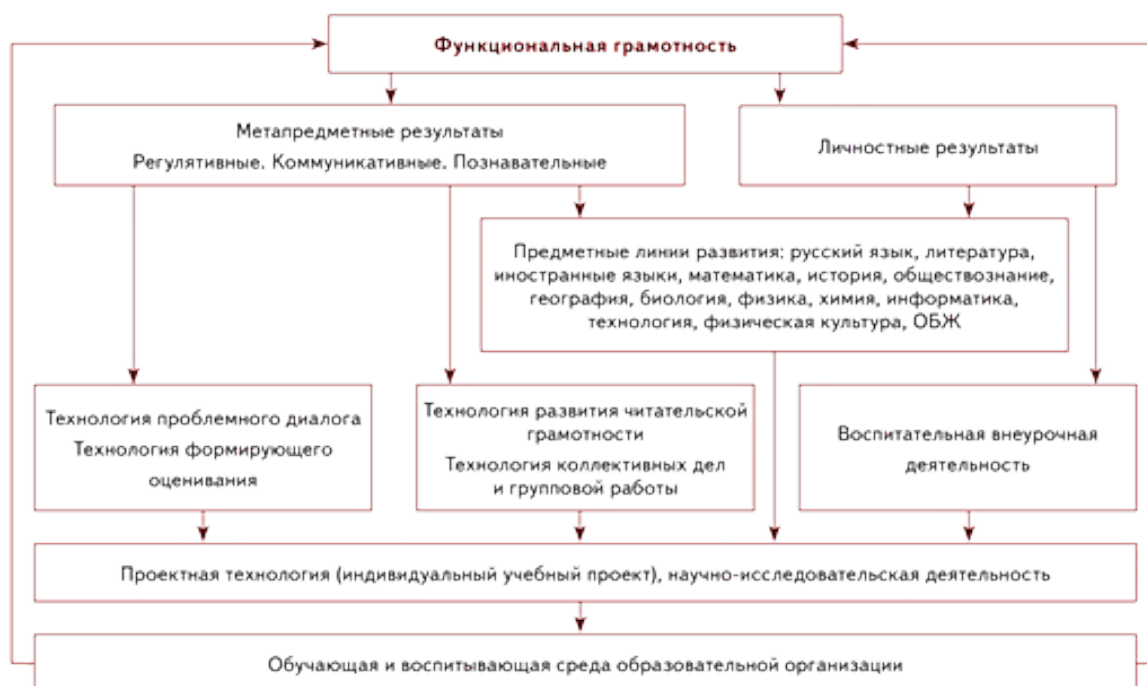 Функциональная грамотность
Метапредметные результаты
Регулятивные. Коммуникативные. Познавательные
Личностные результаты
Предметные линии развития: русский язык, литература,
иностранные языки, математика, история, обществознание,
география, биология, физика, химия, информатика,
технология, физическая культура, ОБЖ
Технология проблемного диалога
Технология формирующего
оценивания
Технология развития читательской
грамотности
Технология коллективных дел
и групповой работы
Воспитательная внеурочная
деятельность
Проектная технология (индивидуальный учебный проект), научно-исследовательская деятельность
Обучающая и воспитывающая среда образовательной организации